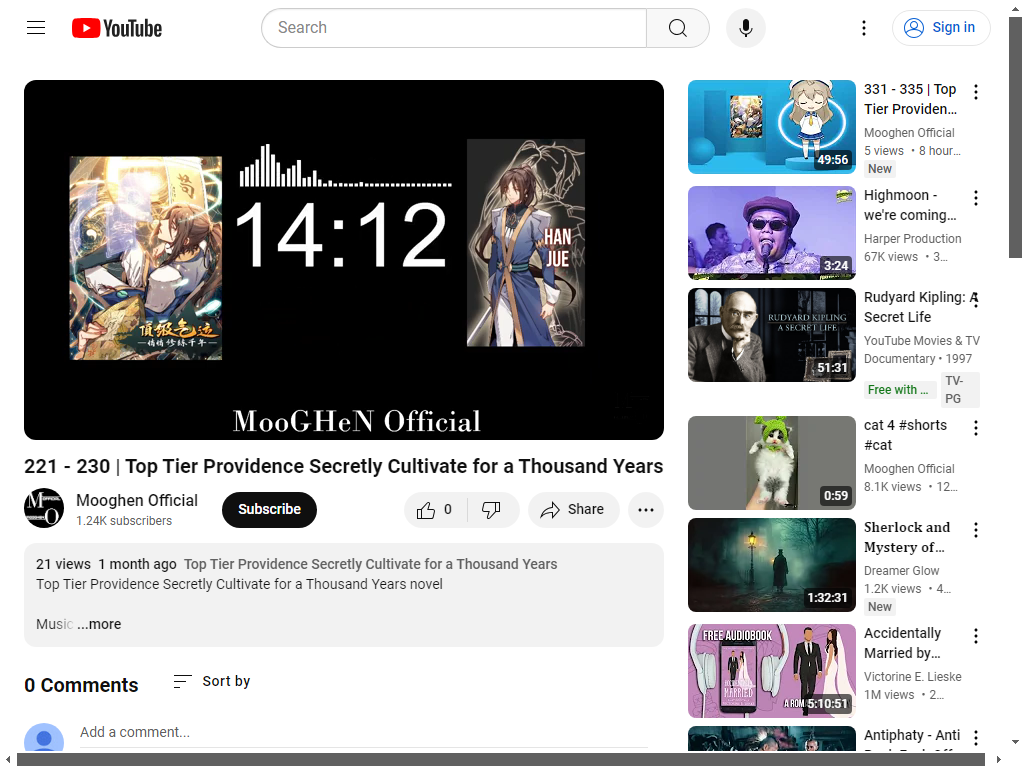 YouTube
Search
Sign in
14:12
HAN
JUE
頂級气运
悄悄修练千年
MooGHeN Official
221 - 230 | Top Tier Providence Secretly Cultivate for a Thousand Years
Mooghen Official
1.24K subscribers
Subscribe
0
Share
21 views 1 month ago Top Tier Providence Secretly Cultivate for a Thousand Years
Top Tier Providence Secretly Cultivate for a Thousand Years novel
Music ...more
0 Comments
Sort by
Add a comment...
49:56
331 - 335 | Top
Tier Providen...
Mooghen Official
5 views • 8 hour...
New
3:24
Highmoon -
we're coming...
Harper Production
67K views • 3...
RUDYARD KIPLING
A SECRET LIFE
51:31
Rudyard Kipling: A
Secret Life
YouTube Movies & TV
Documentary • 1997
Free with ...
TV-
PG
0:59
cat 4 #shorts
#cat
Mooghen Official
8.1K views • 12...
1:32:31
Sherlock and
Mystery of...
Dreamer Glow
1.2K views • 4...
New
FREE AUDIOBOOK
MARRIED
A ROM
5:10:51
Accidentally
Married by...
Victorine E. Lieske
1M views • 2...
Antiphaty - Anti